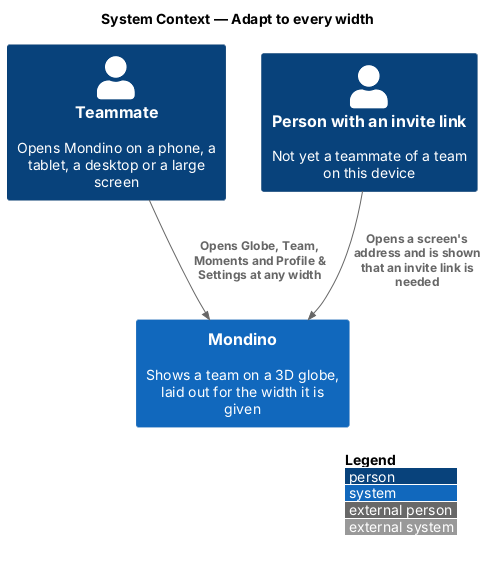 System Context — Adapt to every width
Teammate
Opens Mondino on a phone, a
tablet, a desktop or a large
screen
Person with an invite link
Not yet a teammate of a team
on this device
Opens Globe, Team,
Moments and Profile &
Settings at any width
Opens a screen's
address and is shown
that an invite link is
needed
Mondino
Shows a team on a 3D globe,
laid out for the width it is
given
Legend
person
system
external person
external system